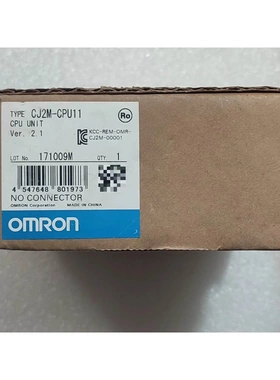 TYPE CJ2M-CPU11
CPU UNIT
Ver. 2.1
Ro
KCC-REM-OMR-
CJ2M-00001
LOT No. 171009M
QTY. 1
4 547648 801973
NO CONNECTOR
OMRON Corporation MADE IN CHINA
OMRON